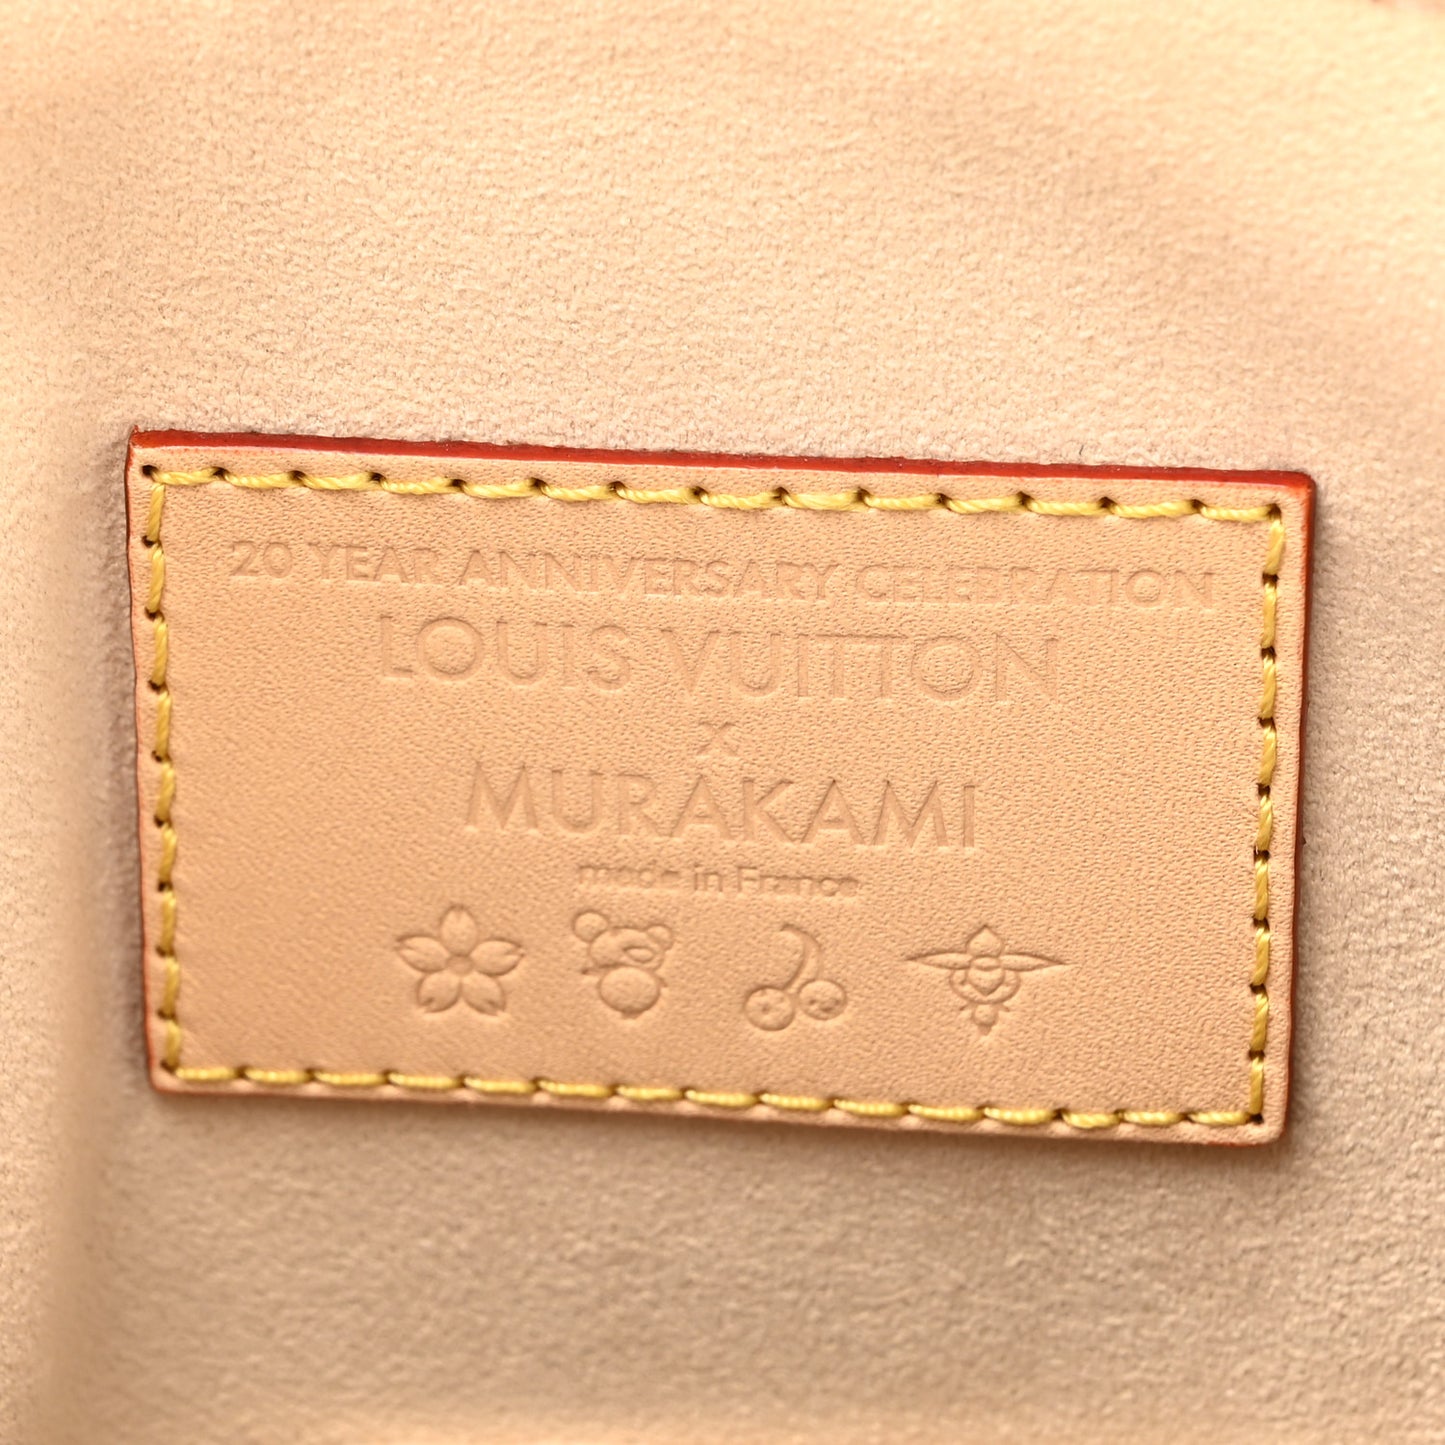 20 YEAR ANNIVERSARY CELEBRATION
LOUIS VUITTON
x
MURAKAMI
made in France